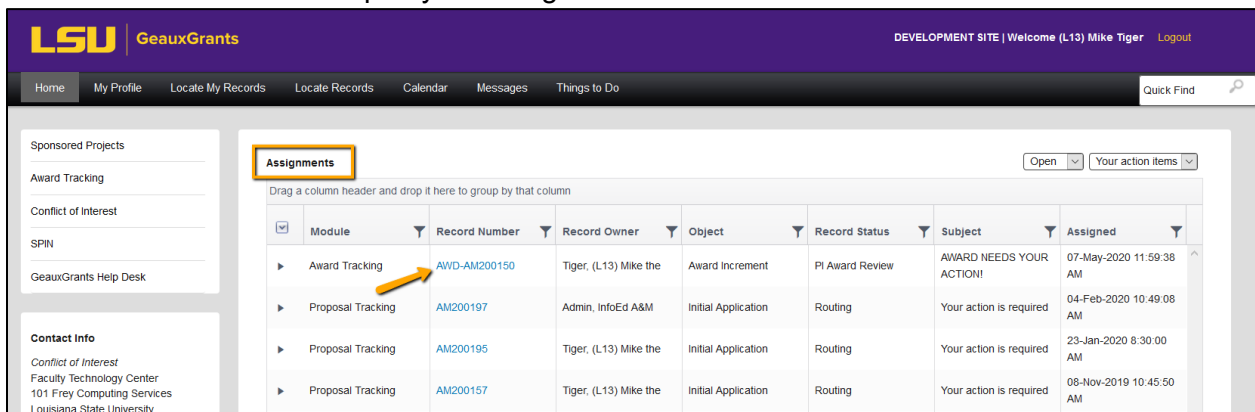 LSU GeauxGrants
DEVELOPMENT SITE | Welcome (L13) Mike Tiger Logout
Home My Profile Locate My Records Locate Records Calendar Messages Things to Do Quick Find
Sponsored Projects
Award Tracking
Conflict of Interest
SPIN
GeauxGrants Help Desk
Contact Info
Conflict of Interest
Faculty Technology Center
101 Frey Computing Services
Louisiana State University
Assignments
Open Your action items
Drag a column header and drop it here to group by that column
Module Record Number Record Owner Object Record Status Subject Assigned
Award Tracking AWD-AM200150 Tiger, (L13) Mike the Award Increment PI Award Review AWARD NEEDS YOUR 07-May-2020 11:59:38
ACTION! AM
Proposal Tracking AM200197 Admin, InfoEd A&M Initial Application Routing Your action is required 04-Feb-2020 10:49:08
AM
Proposal Tracking AM200195 Tiger, (L13) Mike the Initial Application Routing Your action is required 23-Jan-2020 8:30:00
AM
Proposal Tracking AM200157 Tiger, (L13) Mike the Initial Application Routing Your action is required 08-Nov-2019 10:45:50
AM